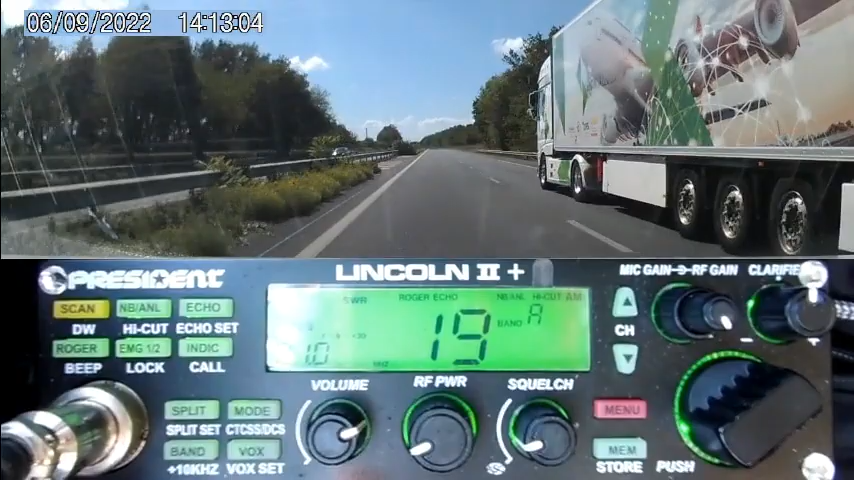 06/09/2022 14:13:04
PRESIDENT
LINCOLN II +
MIC GAIN RF GAIN CLARIFIER
SCAN NB/ANL ECHO
DW HI-CUT ECHO SET
ROGER EMG 1/2 INDIC
BEEP LOCK CALL
SWR ROGER ECHO NB/ANL HI-CUT AM
19 BAND A
1.0
CH
VOLUME RF PWR SQUELCH
SPLIT MODE
SPLIT SET CTCSS/DCS
BAND VOX
+10KHZ VOX SET
MENU
MEM
STORE PUSH
- +